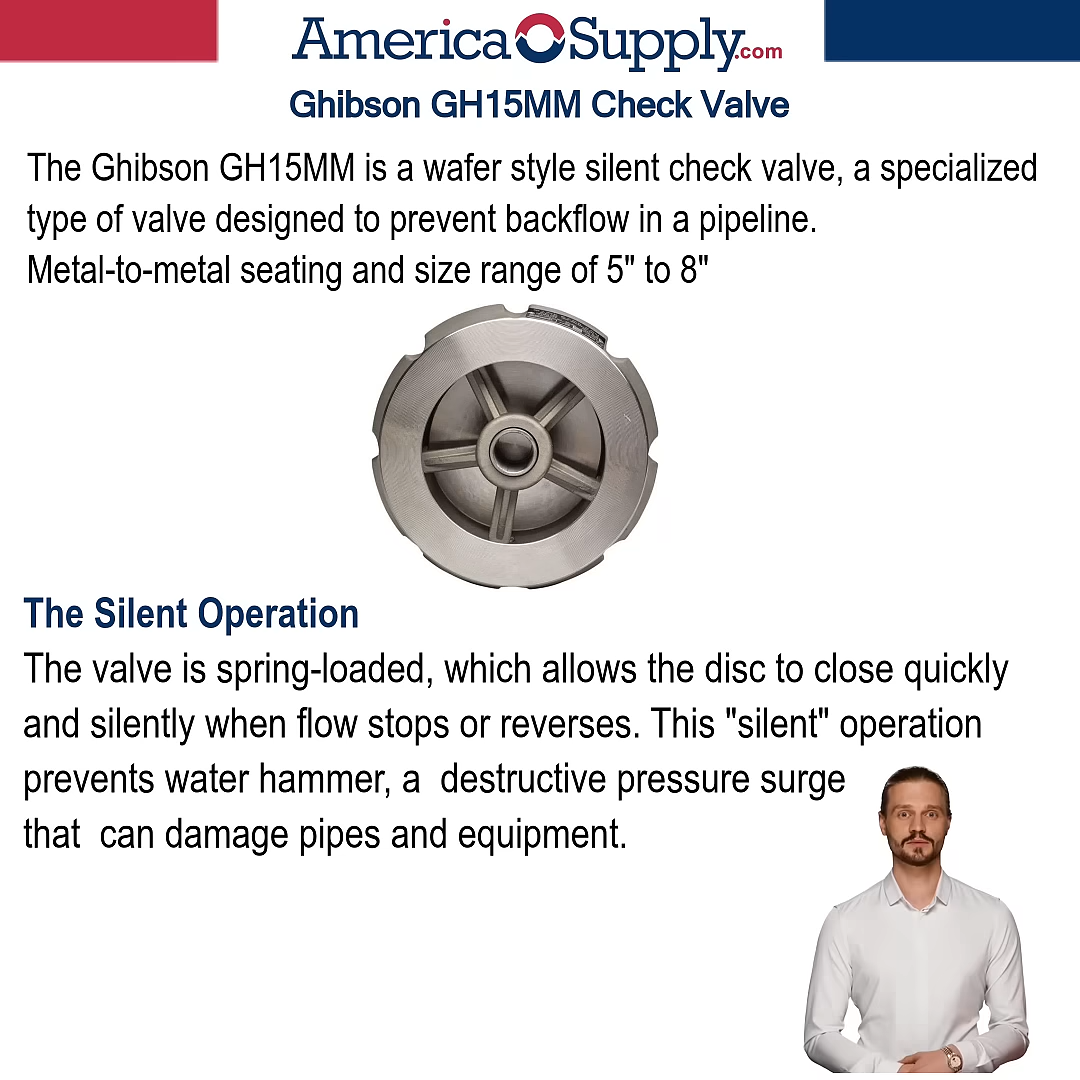 AmericaSupply.com
Ghibson GH15MM Check Valve
The Ghibson GH15MM is a wafer style silent check valve, a specialized
type of valve designed to prevent backflow in a pipeline.
Metal-to-metal seating and size range of 5" to 8"
The Silent Operation
The valve is spring-loaded, which allows the disc to close quickly
and silently when flow stops or reverses. This "silent" operation
prevents water hammer, a  destructive pressure surge
that  can damage pipes and equipment.